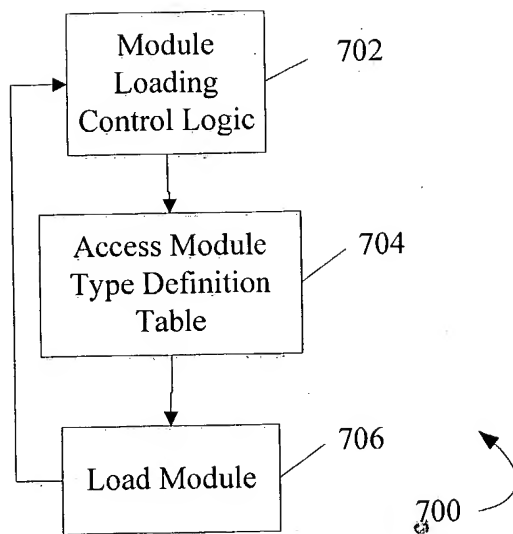 Module
Loading
Control Logic
702
Access Module
Type Definition
Table
704
Load Module
706
700